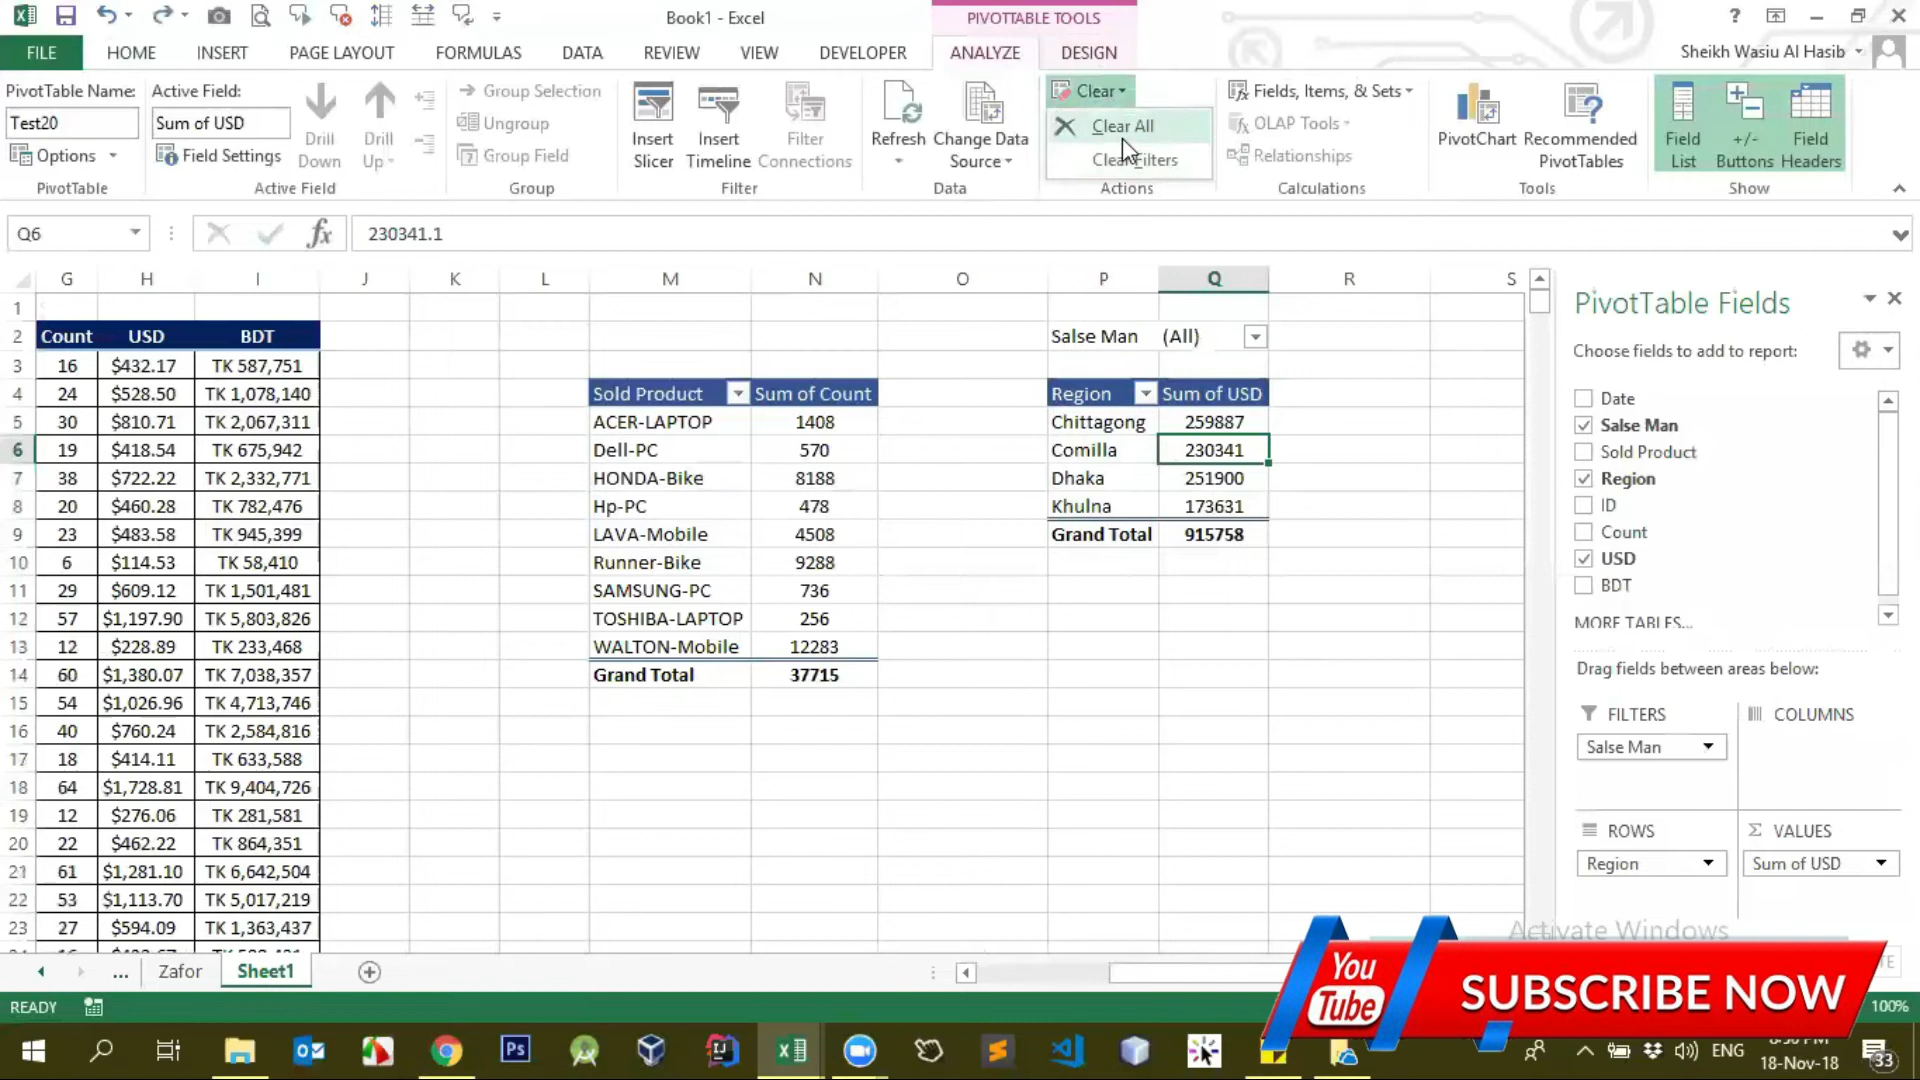 Book1 - Excel
PIVOTTABLE TOOLS
?
FILE HOME INSERT PAGE LAYOUT FORMULAS DATA REVIEW VIEW DEVELOPER ANALYZE DESIGN Sheikh Wasiu Al Hasib
PivotTable Name:
Test20
Options
PivotTable
Active Field:
Sum of USD
Field Settings
Drill Down
Drill Up
Active Field
Group Selection
Ungroup
Group Field
Group
Insert Slicer
Insert Timeline
Filter Connections
Filter
Refresh
Change Data Source
Data
Clear
Clear All
Clear Filters
Actions
Fields, Items, & Sets
OLAP Tools
Relationships
Calculations
PivotChart
Recommended PivotTables
Tools
Field List
+/- Buttons
Field Headers
Show
Q6 fx 230341.1
G H I J K L M N O P Q R S
1
2 Count USD BDT Salse Man (All)
3 16 $432.17 TK 587,751
4 24 $528.50 TK 1,078,140 Sold Product Sum of Count Region Sum of USD
5 30 $810.71 TK 2,067,311 ACER-LAPTOP 1408 Chittagong 259887
6 19 $418.54 TK 675,942 Dell-PC 570 Comilla 230341
7 38 $722.22 TK 2,332,771 HONDA-Bike 8188 Dhaka 251900
8 20 $460.28 TK 782,476 Hp-PC 478 Khulna 173631
9 23 $483.58 TK 945,399 LAVA-Mobile 4508 Grand Total 915758
10 6 $114.53 TK 58,410 Runner-Bike 9288
11 29 $609.12 TK 1,501,481 SAMSUNG-PC 736
12 57 $1,197.90 TK 5,803,826 TOSHIBA-LAPTOP 256
13 12 $228.89 TK 233,468 WALTON-Mobile 12283
14 60 $1,380.07 TK 7,038,357 Grand Total 37715
15 54 $1,026.96 TK 4,713,746
16 40 $760.24 TK 2,584,816
17 18 $414.11 TK 633,588
18 64 $1,728.81 TK 9,404,726
19 12 $276.06 TK 281,581
20 22 $462.22 TK 864,351
21 61 $1,281.10 TK 6,642,504
22 53 $1,113.70 TK 5,017,219
23 27 $594.09 TK 1,363,437
PivotTable Fields
Choose fields to add to report:
Date
Salse Man
Sold Product
Region
ID
Count
USD
BDT
MORE TABLES...
Drag fields between areas below:
FILTERS COLUMNS
Salse Man
ROWS VALUES
Region Sum of USD
Activate Windows
... Zafor Sheet1
READY 100%
You Tube SUBSCRIBE NOW
Ps
ENG
18-Nov-18
33